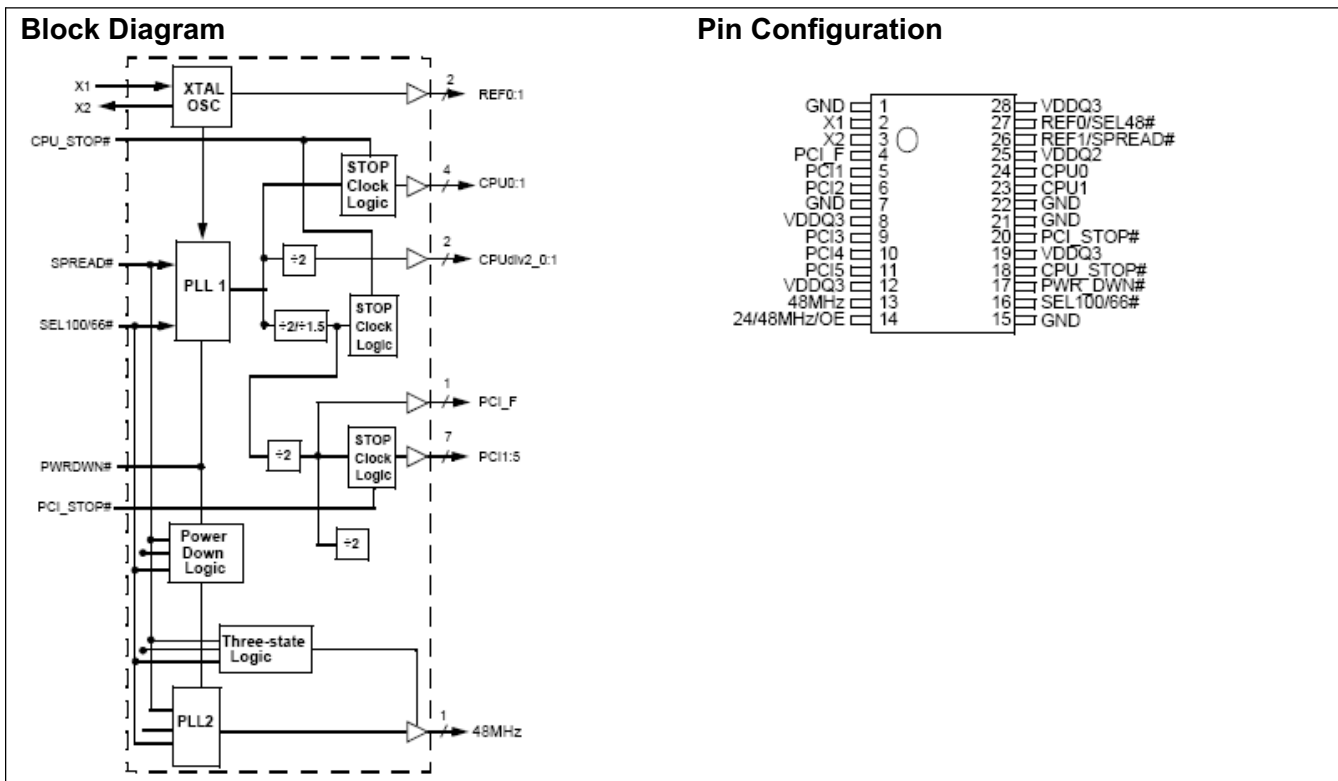 Block Diagram
X1
X2
XTAL
OSC
2
REF0:1
CPU_STOP#
STOP
Clock
Logic
4
CPU0:1
SPREAD#
PLL 1
÷2
2
CPUdiv2_0:1
SEL100/66#
÷2/÷1.5
STOP
Clock
Logic
1
PCI_F
÷2
STOP
Clock
Logic
7
PCI1:5
PWRDWN#
PCI_STOP#
÷2
Power
Down
Logic
Three-state
Logic
PLL2
1
48MHz
Pin Configuration
GND 1 28 VDDQ3
X1 2 27 REF0/SEL48#
X2 3 26 REF1/SPREAD#
PCI_F 4 25 VDDQ2
PCI1 5 24 CPU0
PCI2 6 23 CPU1
GND 7 22 GND
VDDQ3 8 21 GND
PCI3 9 20 PCI_STOP#
PCI4 10 19 VDDQ3
PCI5 11 18 CPU_STOP#
VDDQ3 12 17 PWR_DWN#
48MHz 13 16 SEL100/66#
24/48MHz/OE 14 15 GND